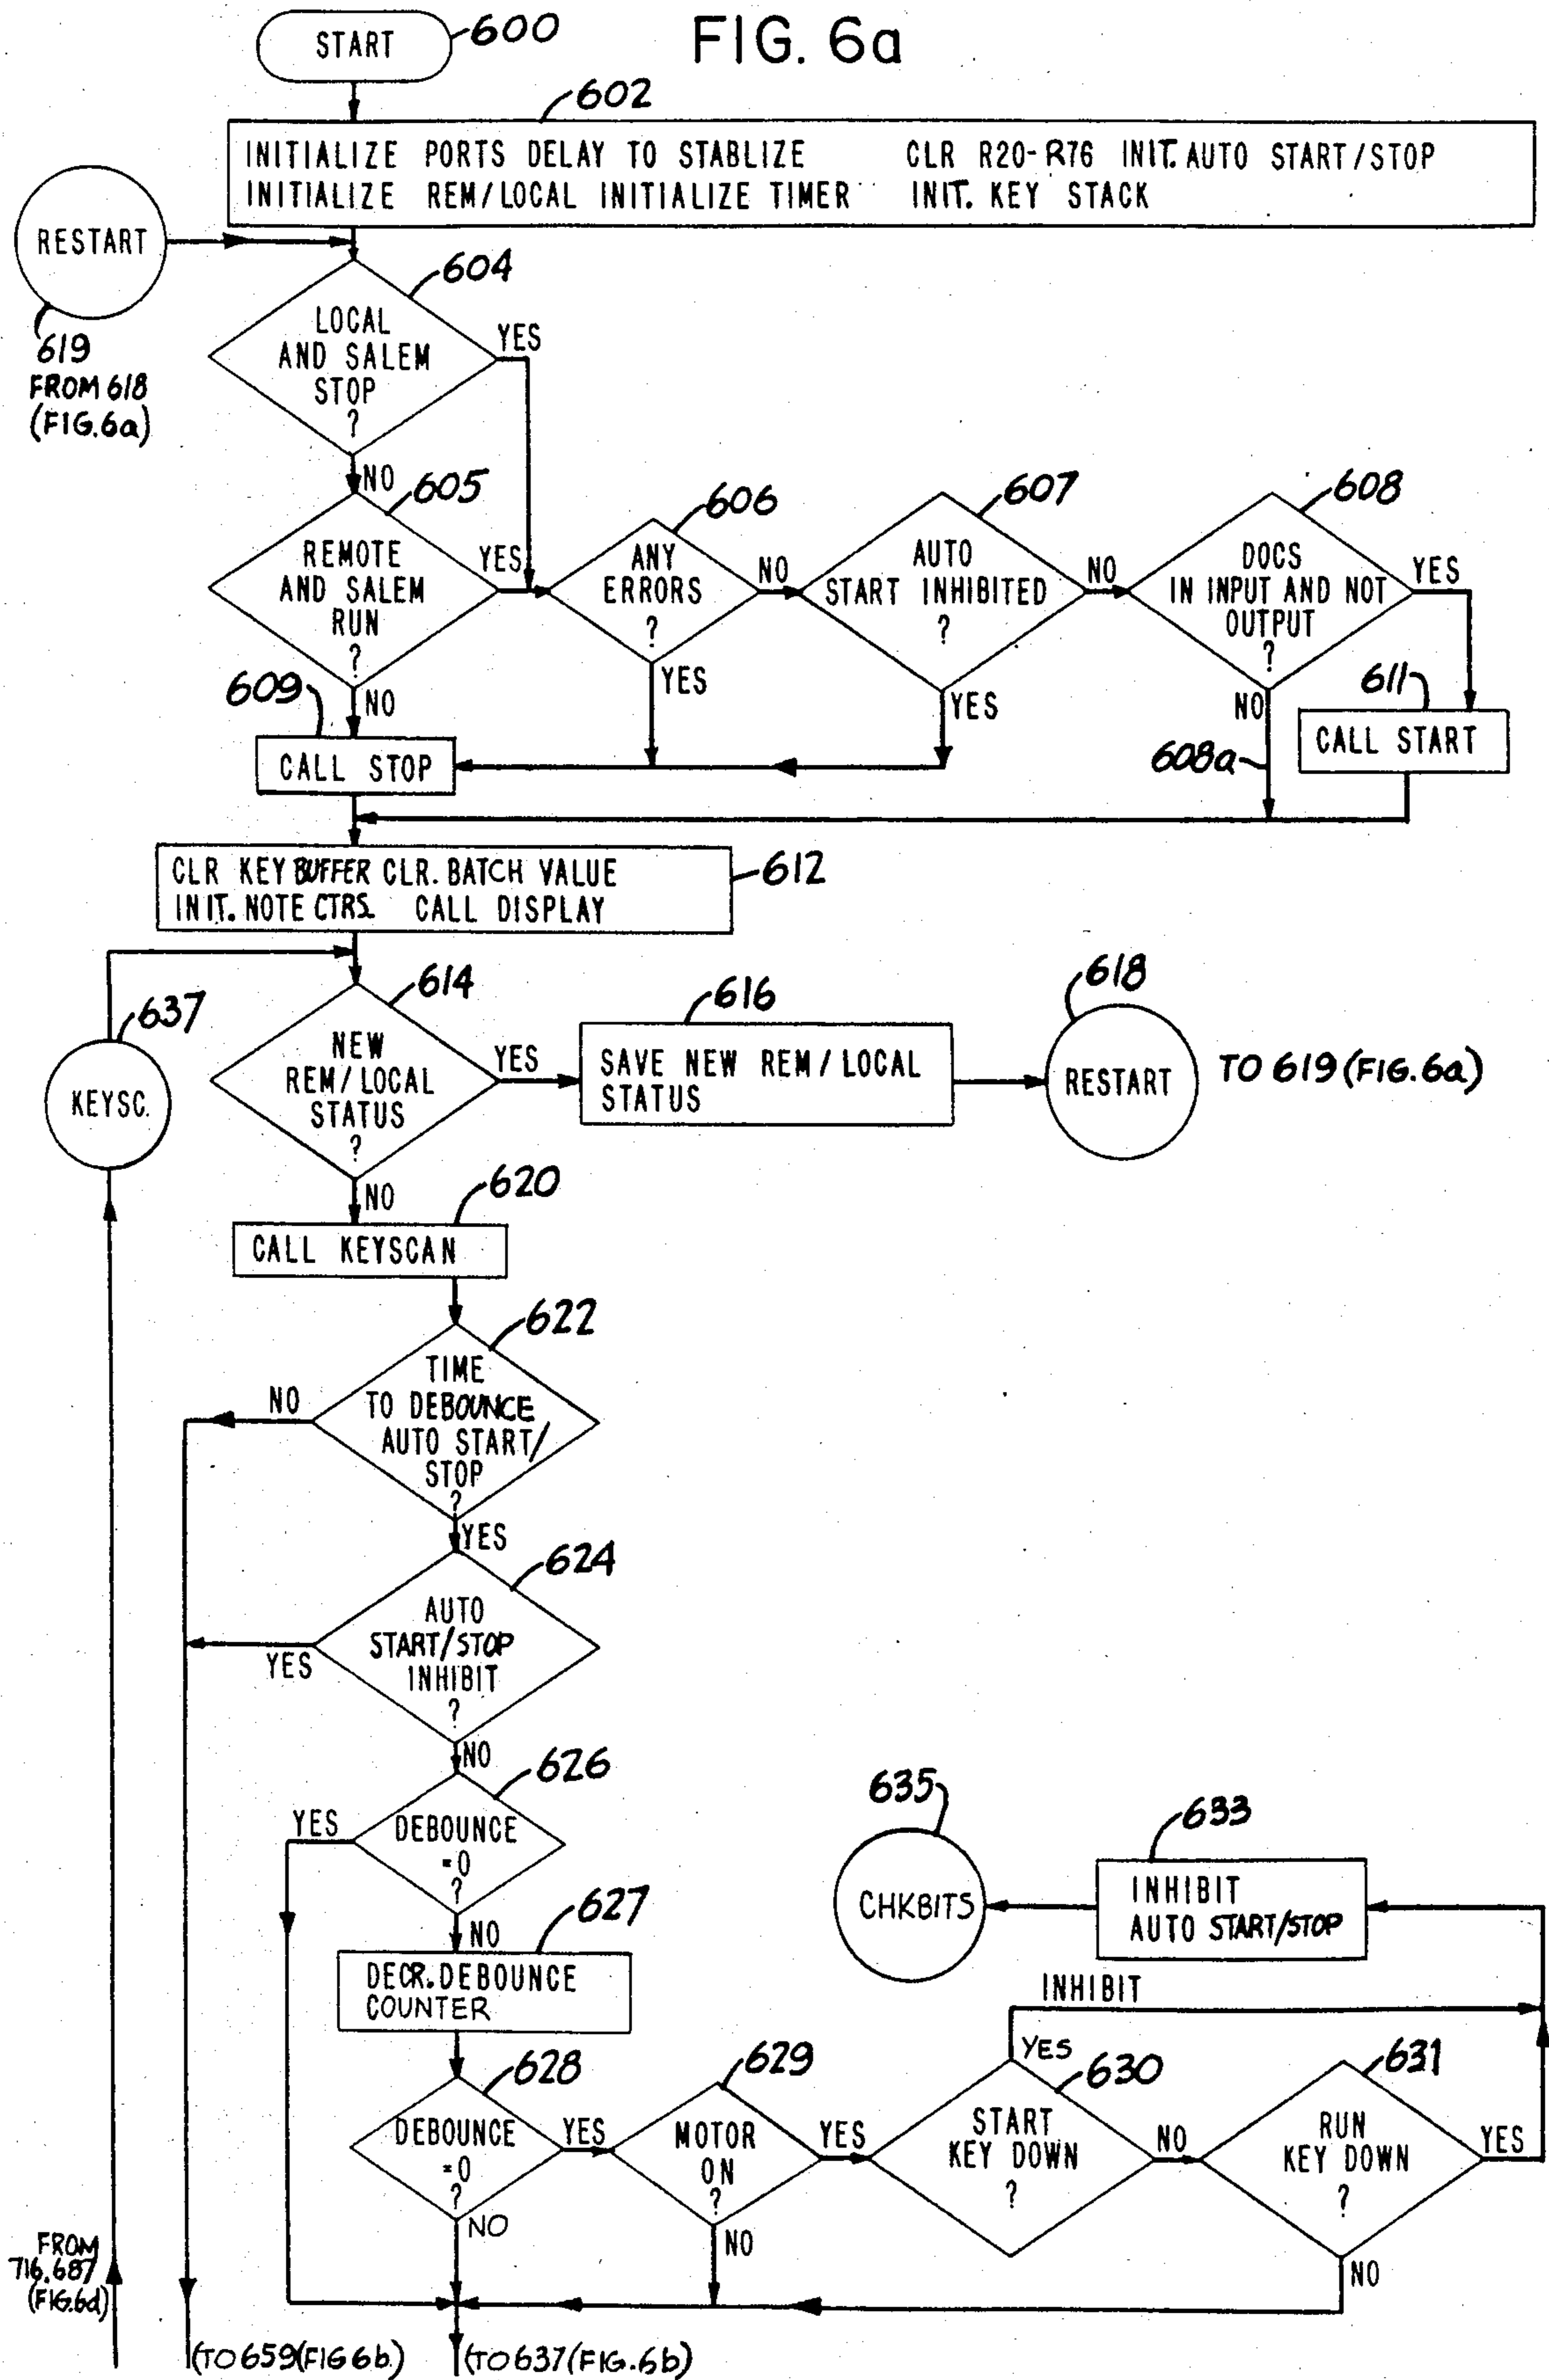 START
600
FIG. 6a
602
INITIALIZE PORTS DELAY TO STABLIZE CLR R20-R76 INIT. AUTO START/STOP
INITIALIZE REM/LOCAL INITIALIZE TIMER INIT. KEY STACK
RESTART
619
FROM 618
(FIG.6a)
604
LOCAL
AND SALEM
STOP
?
YES
NO
605
REMOTE
AND SALEM
RUN
?
YES
NO
606
ANY
ERRORS
?
NO
YES
607
AUTO
START INHIBITED
?
NO
YES
608
DOCS
IN INPUT AND NOT
OUTPUT
?
YES
NO
608a
611
CALL START
609
CALL STOP
CLR KEY BUFFER CLR. BATCH VALUE
INIT. NOTE CTRS. CALL DISPLAY
612
637
KEYSC.
614
NEW
REM/LOCAL
STATUS
?
YES
NO
616
SAVE NEW REM/LOCAL
STATUS
618
RESTART
TO 619 (FIG.6a)
620
CALL KEYSCAN
622
TIME
TO DEBOUNCE
AUTO START/
STOP
?
NO
YES
624
AUTO
START/STOP
INHIBIT
?
YES
NO
626
DEBOUNCE
=0
?
YES
NO
627
DECR. DEBOUNCE
COUNTER
628
DEBOUNCE
=0
?
YES
NO
629
MOTOR
ON
?
YES
NO
630
START
KEY DOWN
?
YES
NO
INHIBIT
631
RUN
KEY DOWN
?
YES
NO
633
INHIBIT
AUTO START/STOP
635
CHKBITS
FROM
716,687
(FIG.6d)
(TO 659(FIG 6b.)
(TO 637(FIG.6b)